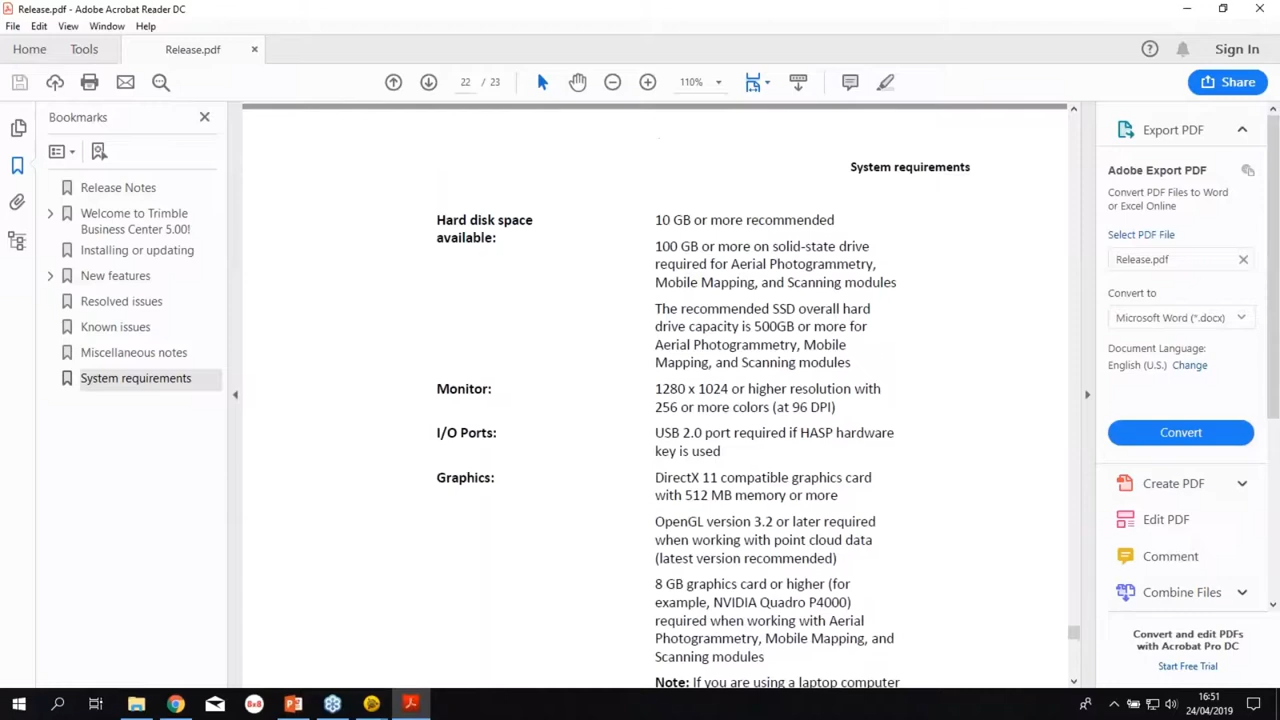 Release.pdf - Adobe Acrobat Reader DC
File Edit View Window Help
Home Tools Release.pdf Sign In
22 / 23 110% Share
Bookmarks
Release Notes
Welcome to Trimble
Business Center 5.00!
Installing or updating
New features
Resolved issues
Known issues
Miscellaneous notes
System requirements
System requirements
Hard disk space
available:
10 GB or more recommended
100 GB or more on solid-state drive
required for Aerial Photogrammetry,
Mobile Mapping, and Scanning modules
The recommended SSD overall hard
drive capacity is 500GB or more for
Aerial Photogrammetry, Mobile
Mapping, and Scanning modules
Monitor:
1280 x 1024 or higher resolution with
256 or more colors (at 96 DPI)
I/O Ports:
USB 2.0 port required if HASP hardware
key is used
Graphics:
DirectX 11 compatible graphics card
with 512 MB memory or more
OpenGL version 3.2 or later required
when working with point cloud data
(latest version recommended)
8 GB graphics card or higher (for
example, NVIDIA Quadro P4000)
required when working with Aerial
Photogrammetry, Mobile Mapping, and
Scanning modules
Note: If you are using a laptop computer
Export PDF
Adobe Export PDF
Convert PDF Files to Word
or Excel Online
Select PDF File
Release.pdf
Convert to
Microsoft Word (*.docx)
Document Language:
English (U.S.) Change
Convert
Create PDF
Edit PDF
Comment
Combine Files
Convert and edit PDFs
with Acrobat Pro DC
Start Free Trial
16:51
24/04/2019